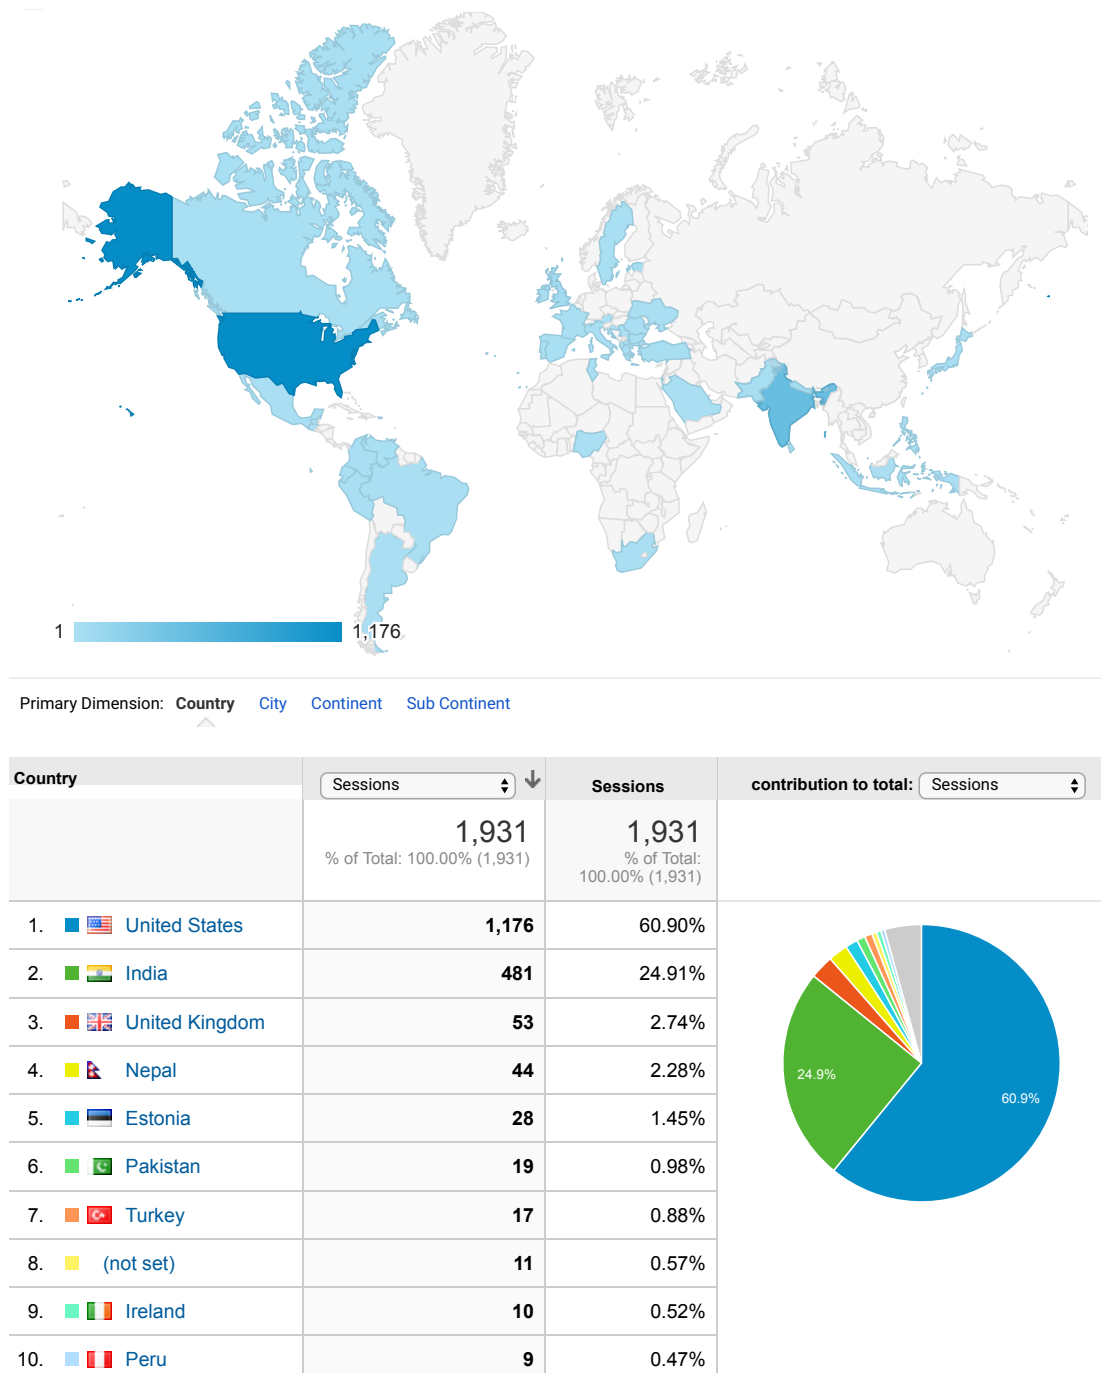 1 1,176
Primary Dimension: Country City Continent Sub Continent
Country Sessions Sessions contribution to total: Sessions
1,931 1,931
% of Total: 100.00% (1,931) % of Total:
100.00% (1,931)
1. United States 1,176 60.90%
2. India 481 24.91%
3. United Kingdom 53 2.74%
4. Nepal 44 2.28%
5. Estonia 28 1.45%
6. Pakistan 19 0.98%
7. Turkey 17 0.88%
8. (not set) 11 0.57%
9. Ireland 10 0.52%
10. Peru 9 0.47%
24.9%
60.9%